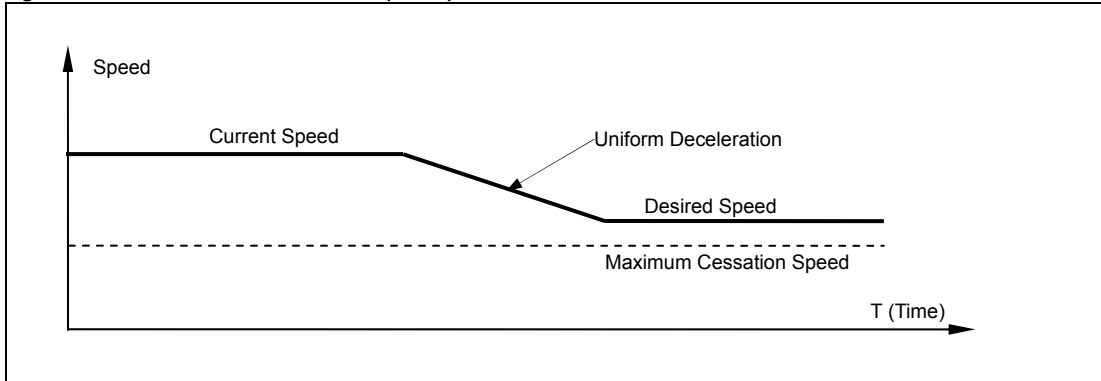 Speed
Current Speed
Uniform Deceleration
Desired Speed
Maximum Cessation Speed
T (Time)